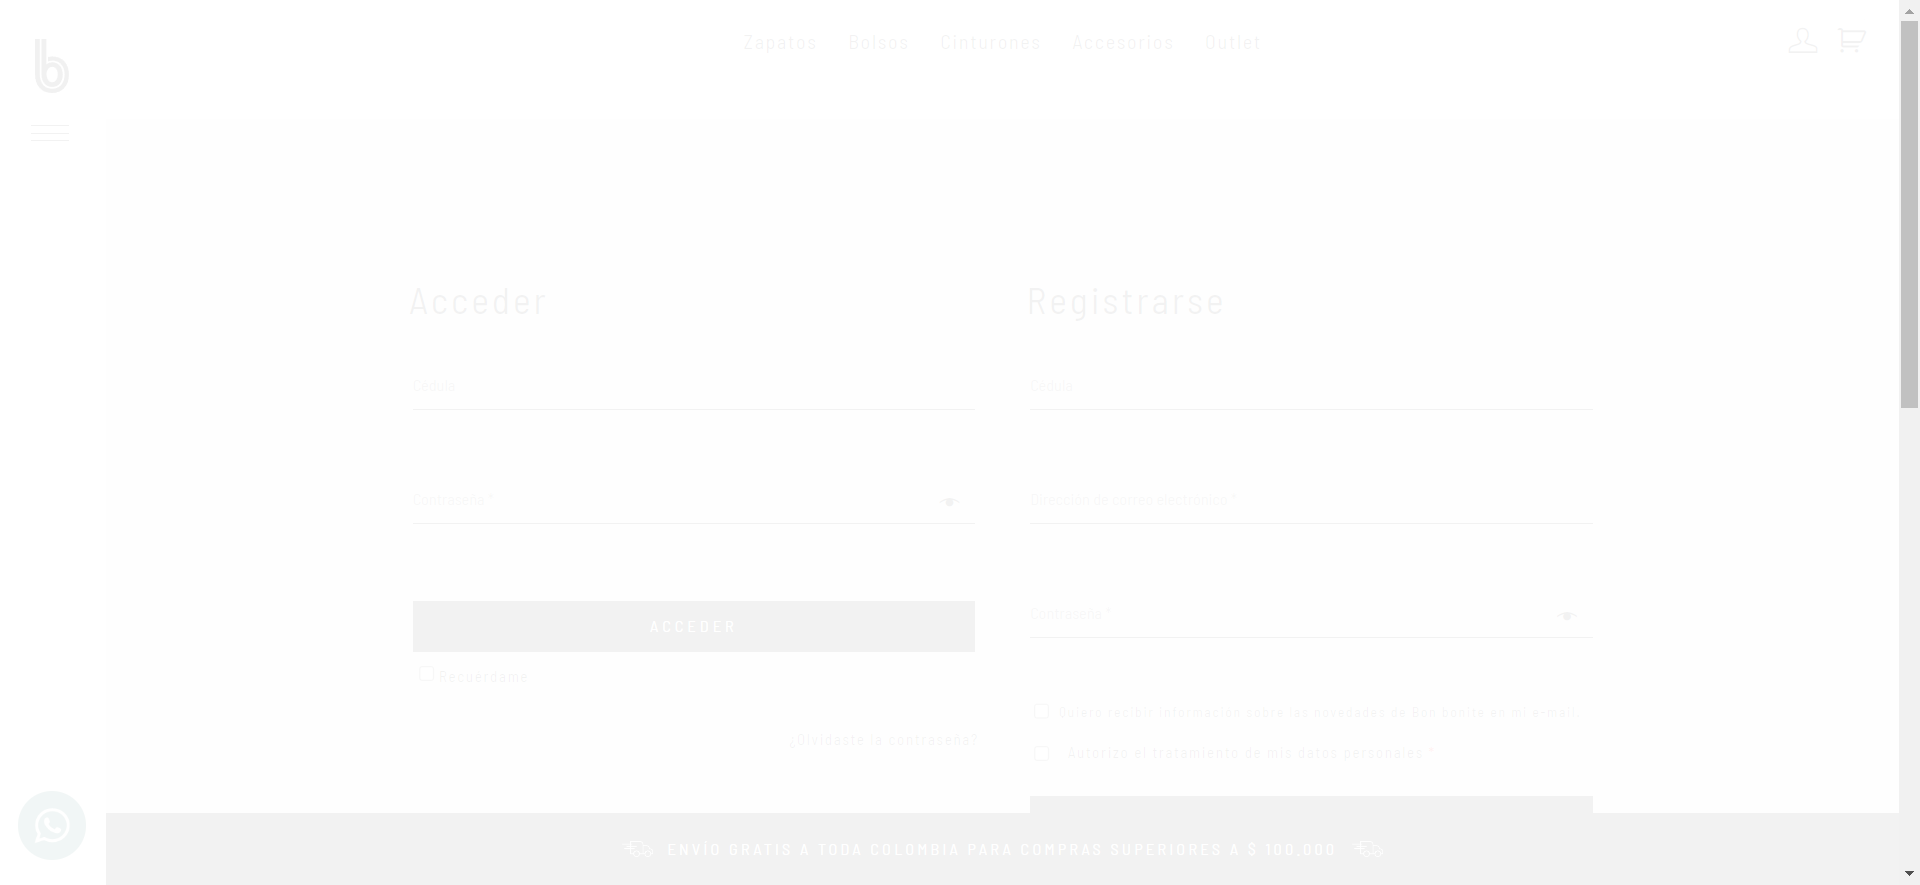 Zapatos Bolsos Cinturones Accesorios Outlet
b
Acceder
Cédula
Contraseña *
ACCEDER
Recuérdame
¿Olvidaste la contraseña?
Registrarse
Cédula
Dirección de correo electrónico *
Contraseña *
Quiero recibir información sobre las novedades de Bon bonite en mi e-mail
Autorizo el tratamiento de mis datos personales *
ENVÍO GRATIS A TODA COLOMBIA PARA COMPRAS SUPERIORES A $ 100.000